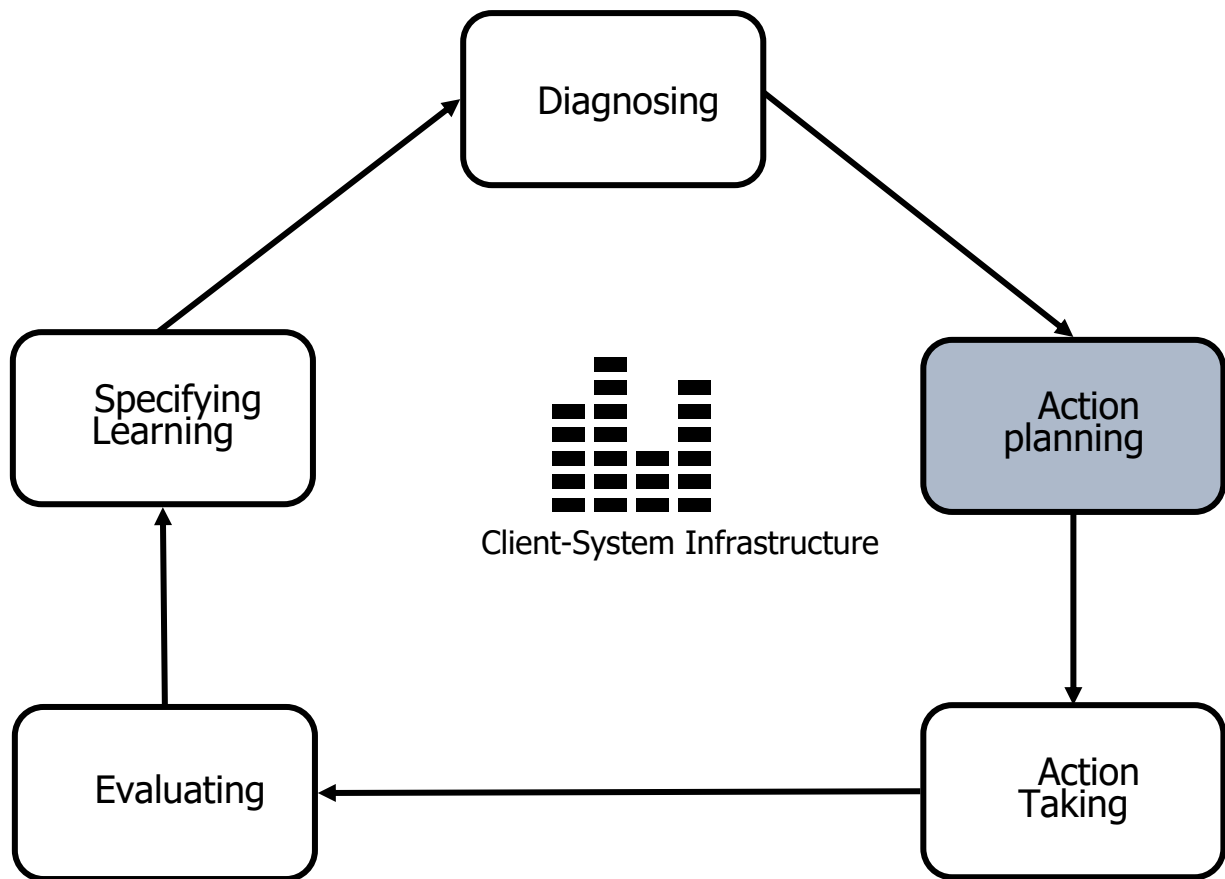 Diagnosing
Specifying
Learning
Action
planning
Client-System Infrastructure
Evaluating
Action
Taking